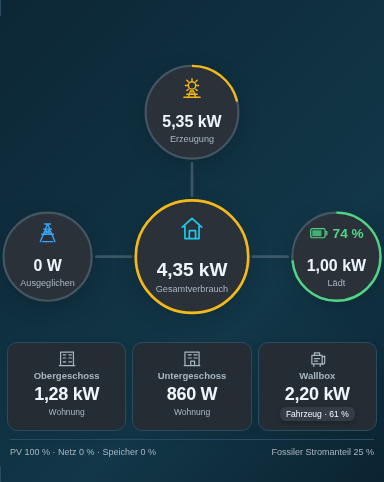 5,35 kW
Erzeugung
0 W
Ausgeglichen
4,35 kW
Gesamtverbrauch
74 %
1,00 kW
Lädt
Obergeschoss
1,28 kW
Wohnung
Untergeschoss
860 W
Wohnung
Wallbox
2,20 kW
Fahrzeug · 61 %
PV 100 % · Netz 0 % · Speicher 0 %
Fossiler Stromanteil 25 %